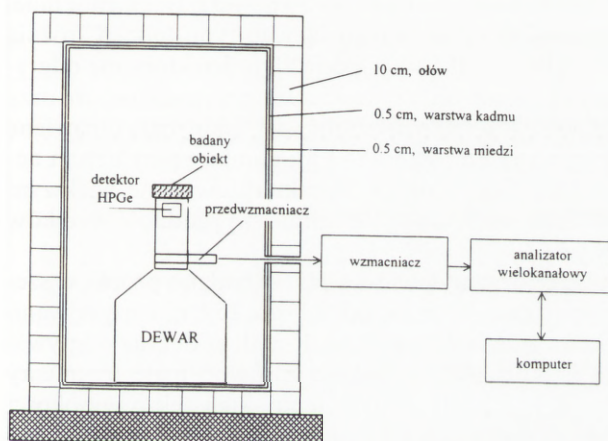 10 cm, ołów
0.5 cm, warstwa kadmu
0.5 cm, warstwa miedzi
badany
obiekt
detektor
HPGe
przedwzmacniacz
wzmacniacz
analizator
wielokanałowy
DEWAR
komputer